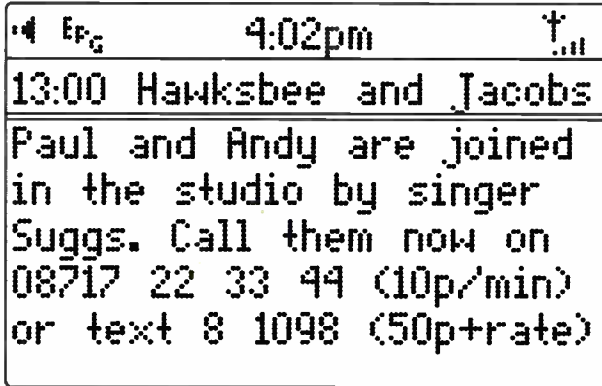 EPG 4:02pm
13:00 Hawksbee and Jacobs
Paul and Andy are joined
in the studio by singer
Suggs. Call them now on
08717 22 33 44 (10p/min)
or text 8 1098 (50p+rate)